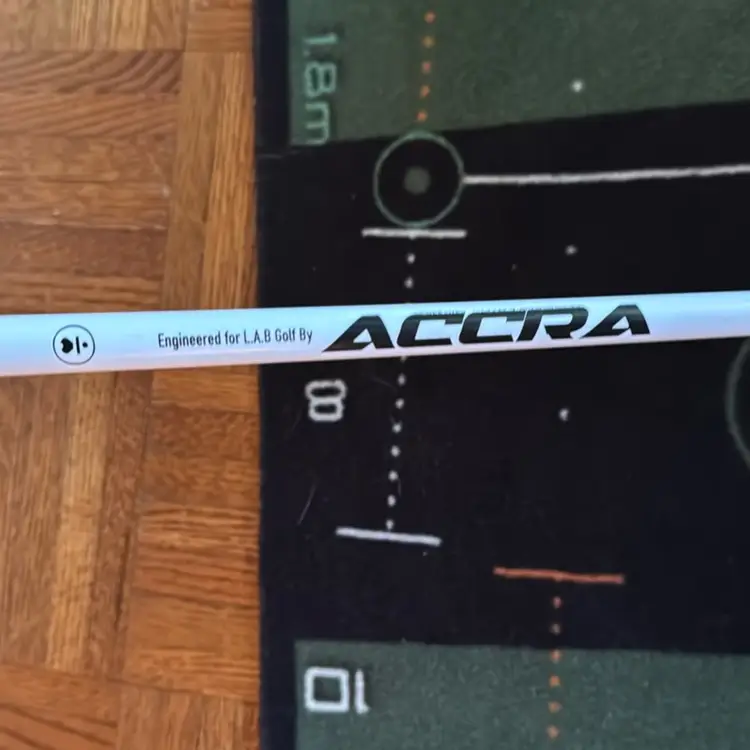 1.8m
Engineered for L.A.B Golf By ACCRA
8
10